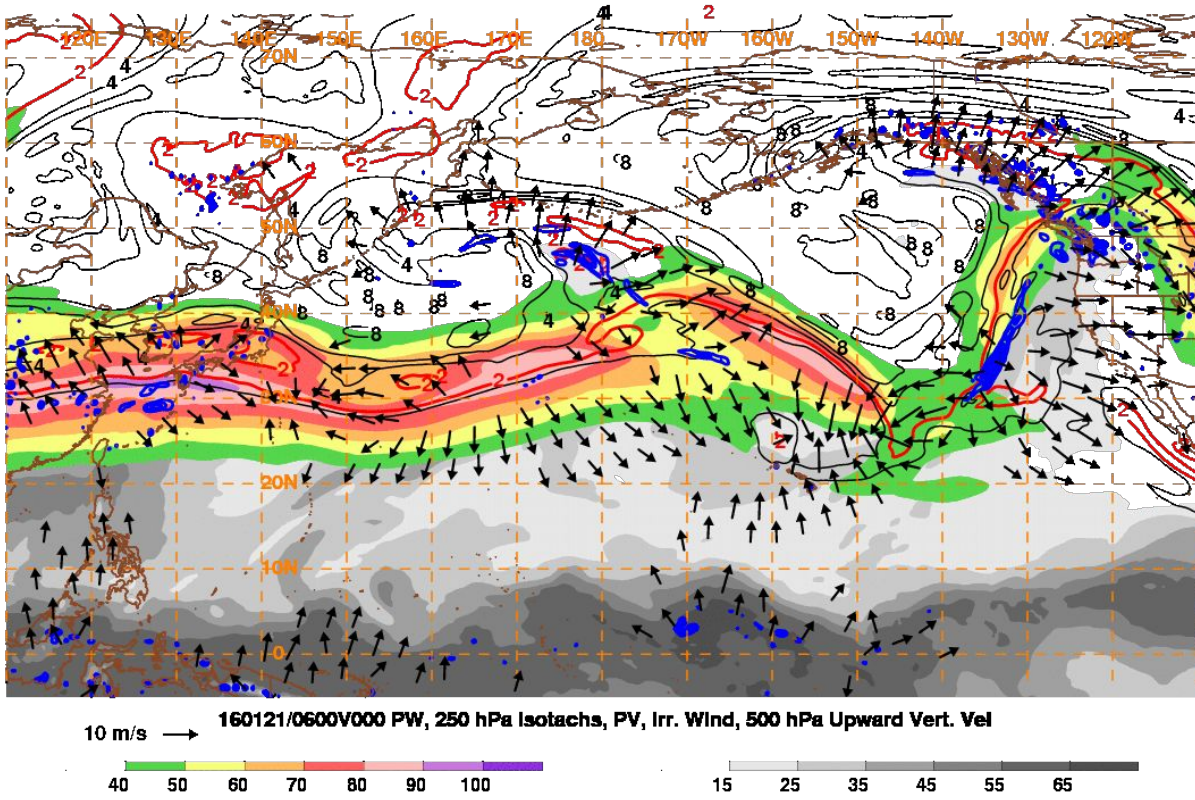 120E 130E 140E 150E 160E 170E 180 170W 160W 150W 140W 130W 120W
70N
60N
50N
40N
30N
20N
10N
0
160121/0600V000 PW, 250 hPa Isotachs, PV, Irr. Wind, 500 hPa Upward Vert. Vel
10 m/s
40 50 60 70 80 90 100
15 25 35 45 55 65